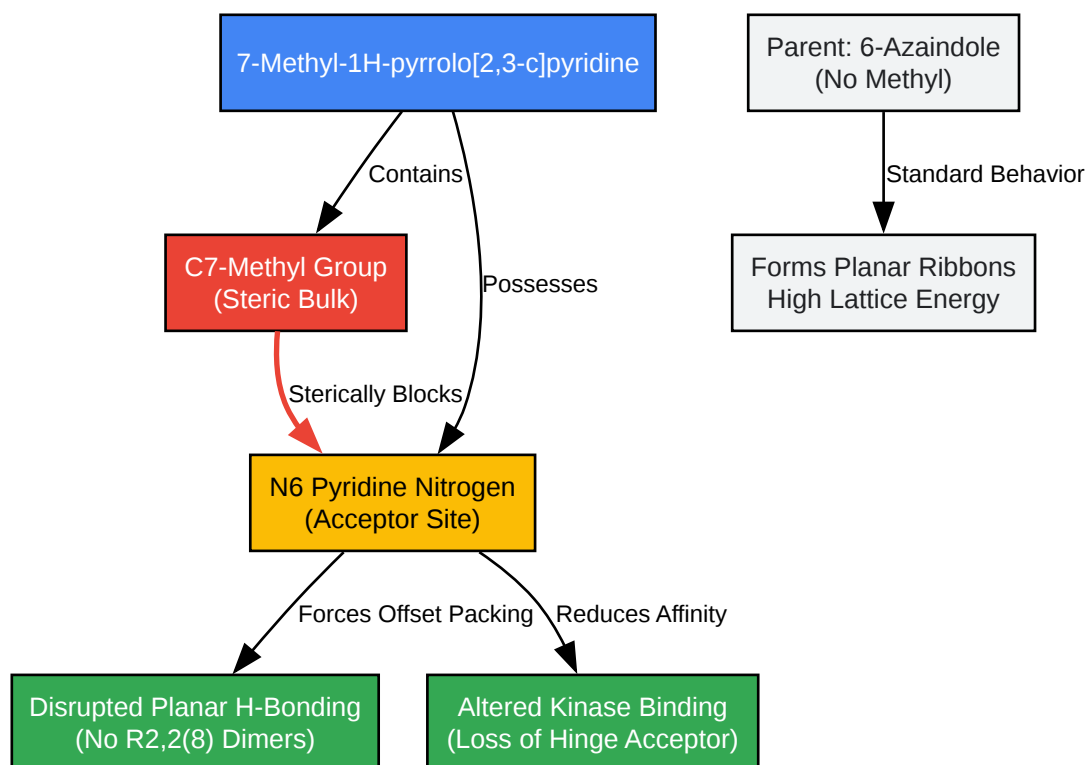 7-Methyl-1H-pyrrolo[2,3-c]pyridine
Parent: 6-Azaindole
(No Methyl)
Contains
Standard Behavior
C7-Methyl Group
(Steric Bulk)
Possesses
Forms Planar Ribbons
High Lattice Energy
Sterically Blocks
N6 Pyridine Nitrogen
(Acceptor Site)
Forces Offset Packing
Reduces Affinity
Disrupted Planar H-Bonding
(No R2,2(8) Dimers)
Altered Kinase Binding
(Loss of Hinge Acceptor)